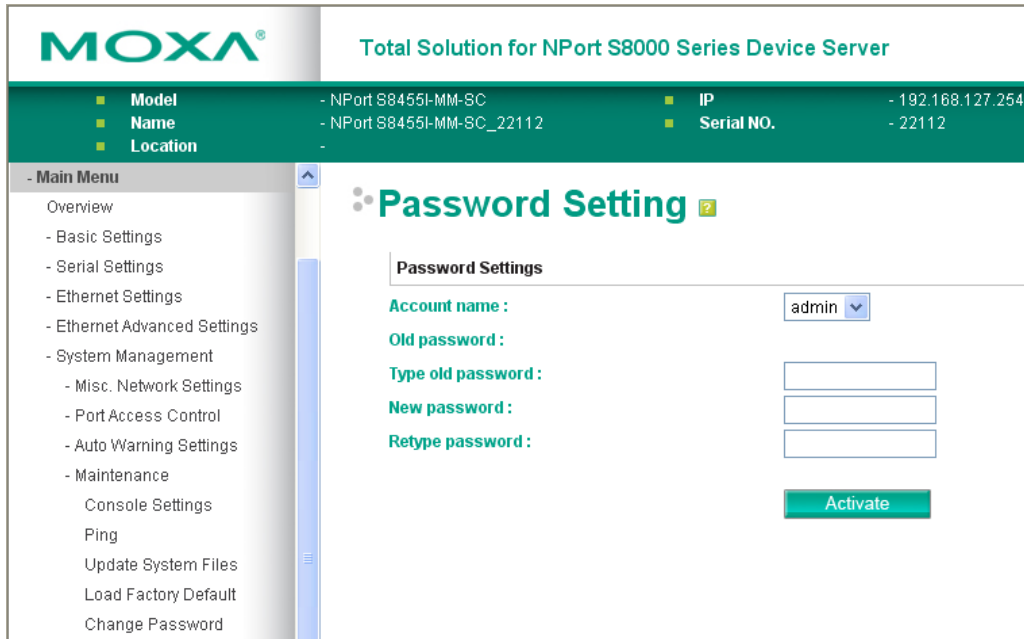 MOXA®
Total Solution for NPort S8000 Series Device Server
Model - NPort S8455I-MM-SC IP - 192.168.127.254
Name - NPort S8455I-MM-SC_22112 Serial NO. - 22112
Location -
- Main Menu
Overview
- Basic Settings
- Serial Settings
- Ethernet Settings
- Ethernet Advanced Settings
- System Management
- Misc. Network Settings
- Port Access Control
- Auto Warning Settings
- Maintenance
Console Settings
Ping
Update System Files
Load Factory Default
Change Password
Password Setting ?
Password Settings
Account name : admin
Old password :
Type old password :
New password :
Retype password :
Activate